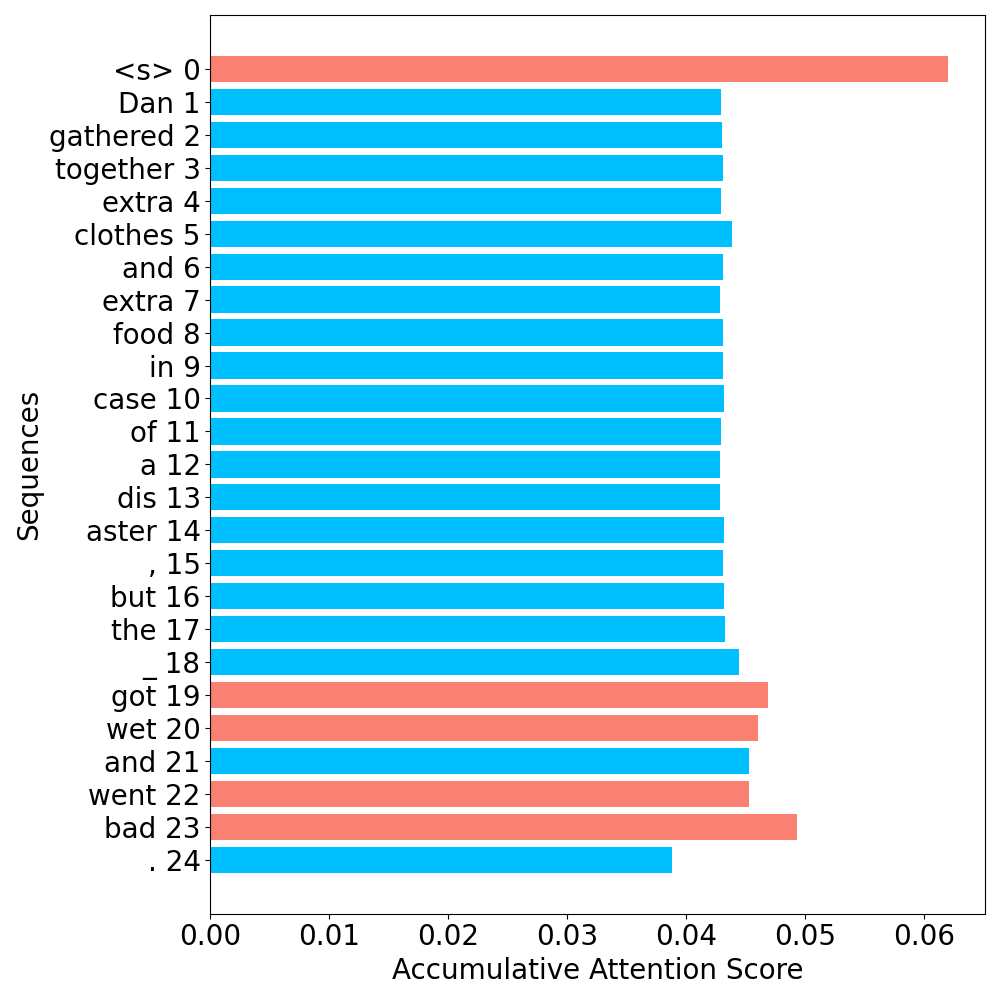 <s> 0
Dan 1
gathered 2
together 3
extra 4
clothes 5
and 6
extra 7
food 8
in 9
case 10
of 11
a 12
dis 13
aster 14
, 15
but 16
the 17
_ 18
got 19
wet 20
and 21
went 22
bad 23
. 24
Sequences
0.00 0.01 0.02 0.03 0.04 0.05 0.06
Accumulative Attention Score